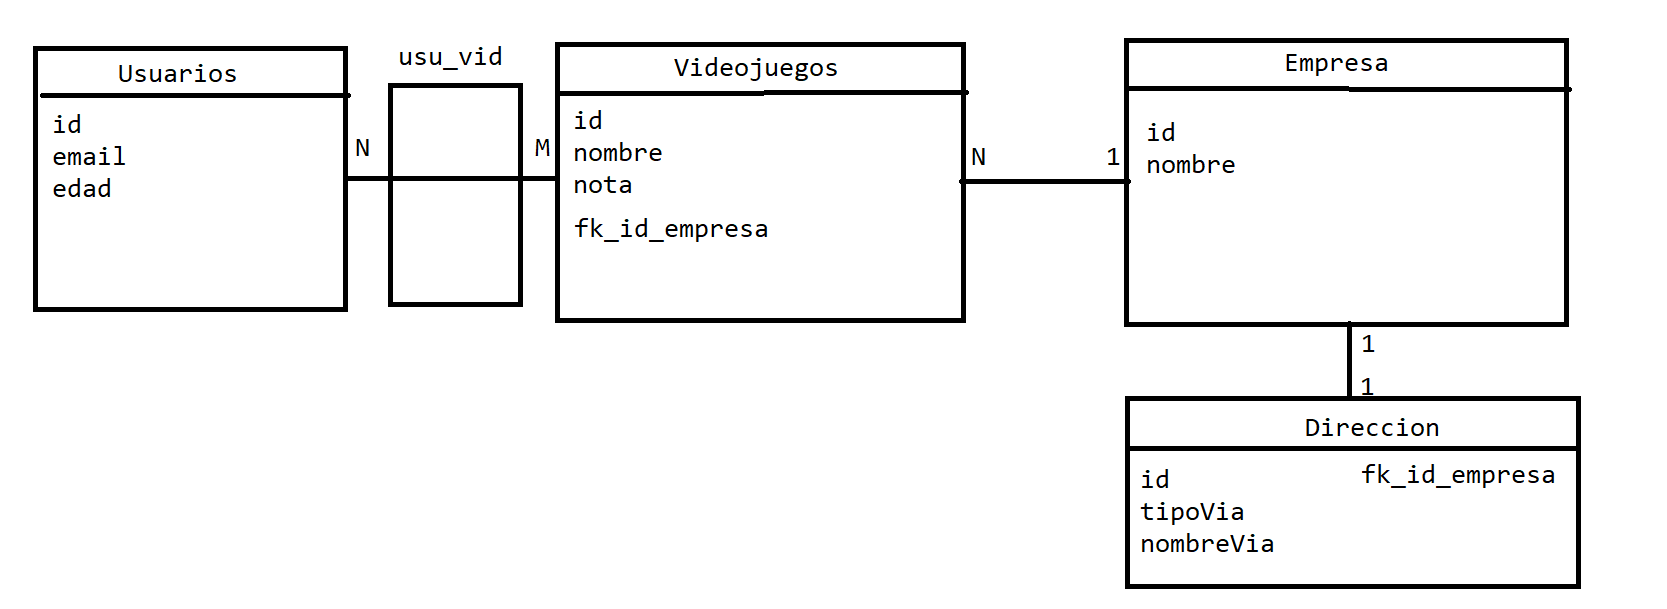 Usuarios
id
email
edad
N
usu_vid
M
Videojuegos
id
nombre
nota
fk_id_empresa
N
1
Empresa
id
nombre
1
1
Direccion
id
tipoVia
nombreVia
fk_id_empresa